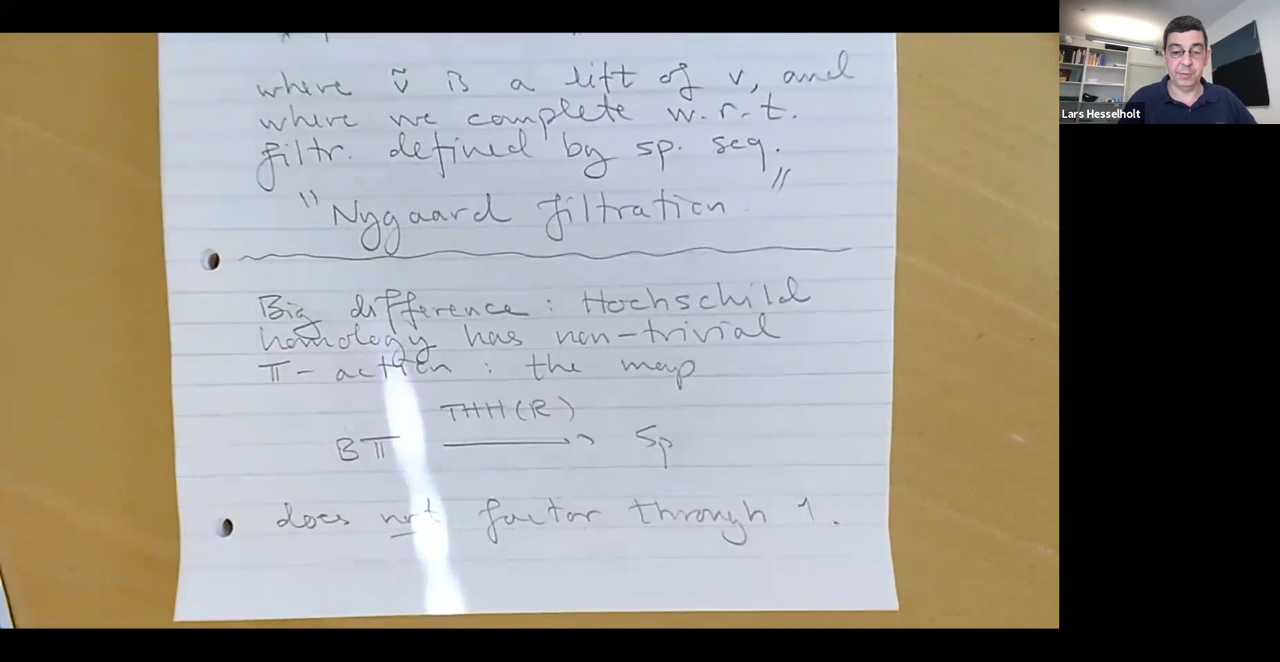 where ṽ is a lift of v, and
where we complete w.r.t.
filtr. defined by sp. seq.
"Nygaard filtration"
Big difference: Hochschild
homology has non-trivial
𝕋-action: the map
B𝕋 THH(R) → Sp
does not factor through 1.
Lars Hesselholt